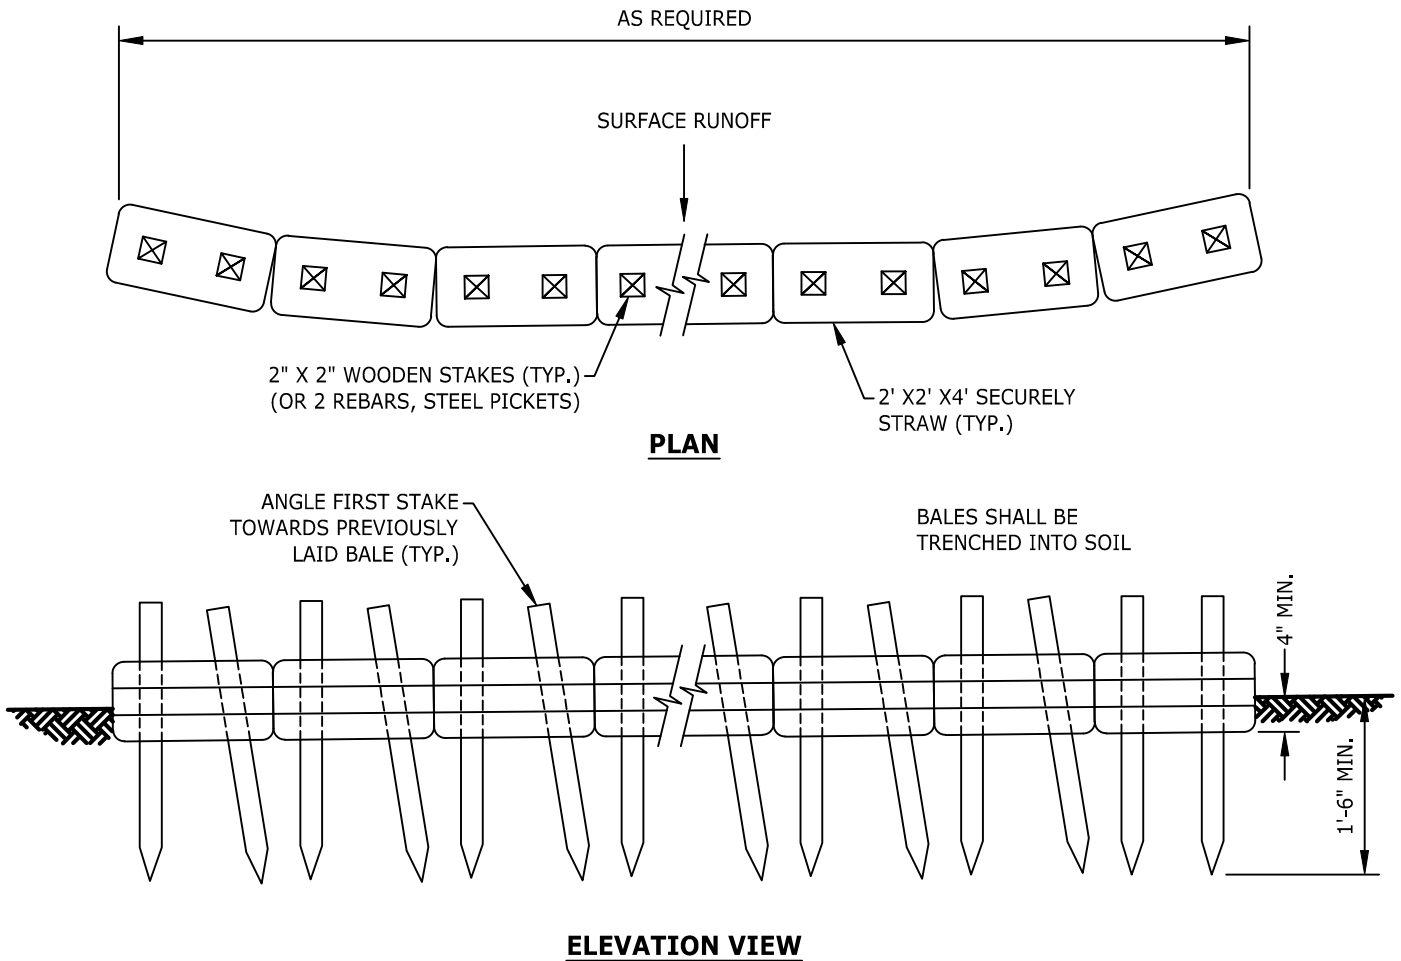 AS REQUIRED
SURFACE RUNOFF
2" X 2" WOODEN STAKES (TYP.)
(OR 2 REBARS, STEEL PICKETS)
2' X2' X4' SECURELY
STRAW (TYP.)
PLAN
ANGLE FIRST STAKE
TOWARDS PREVIOUSLY
LAID BALE (TYP.)
BALES SHALL BE
TRENCHED INTO SOIL
4" MIN.
1'-6" MIN.
ELEVATION VIEW